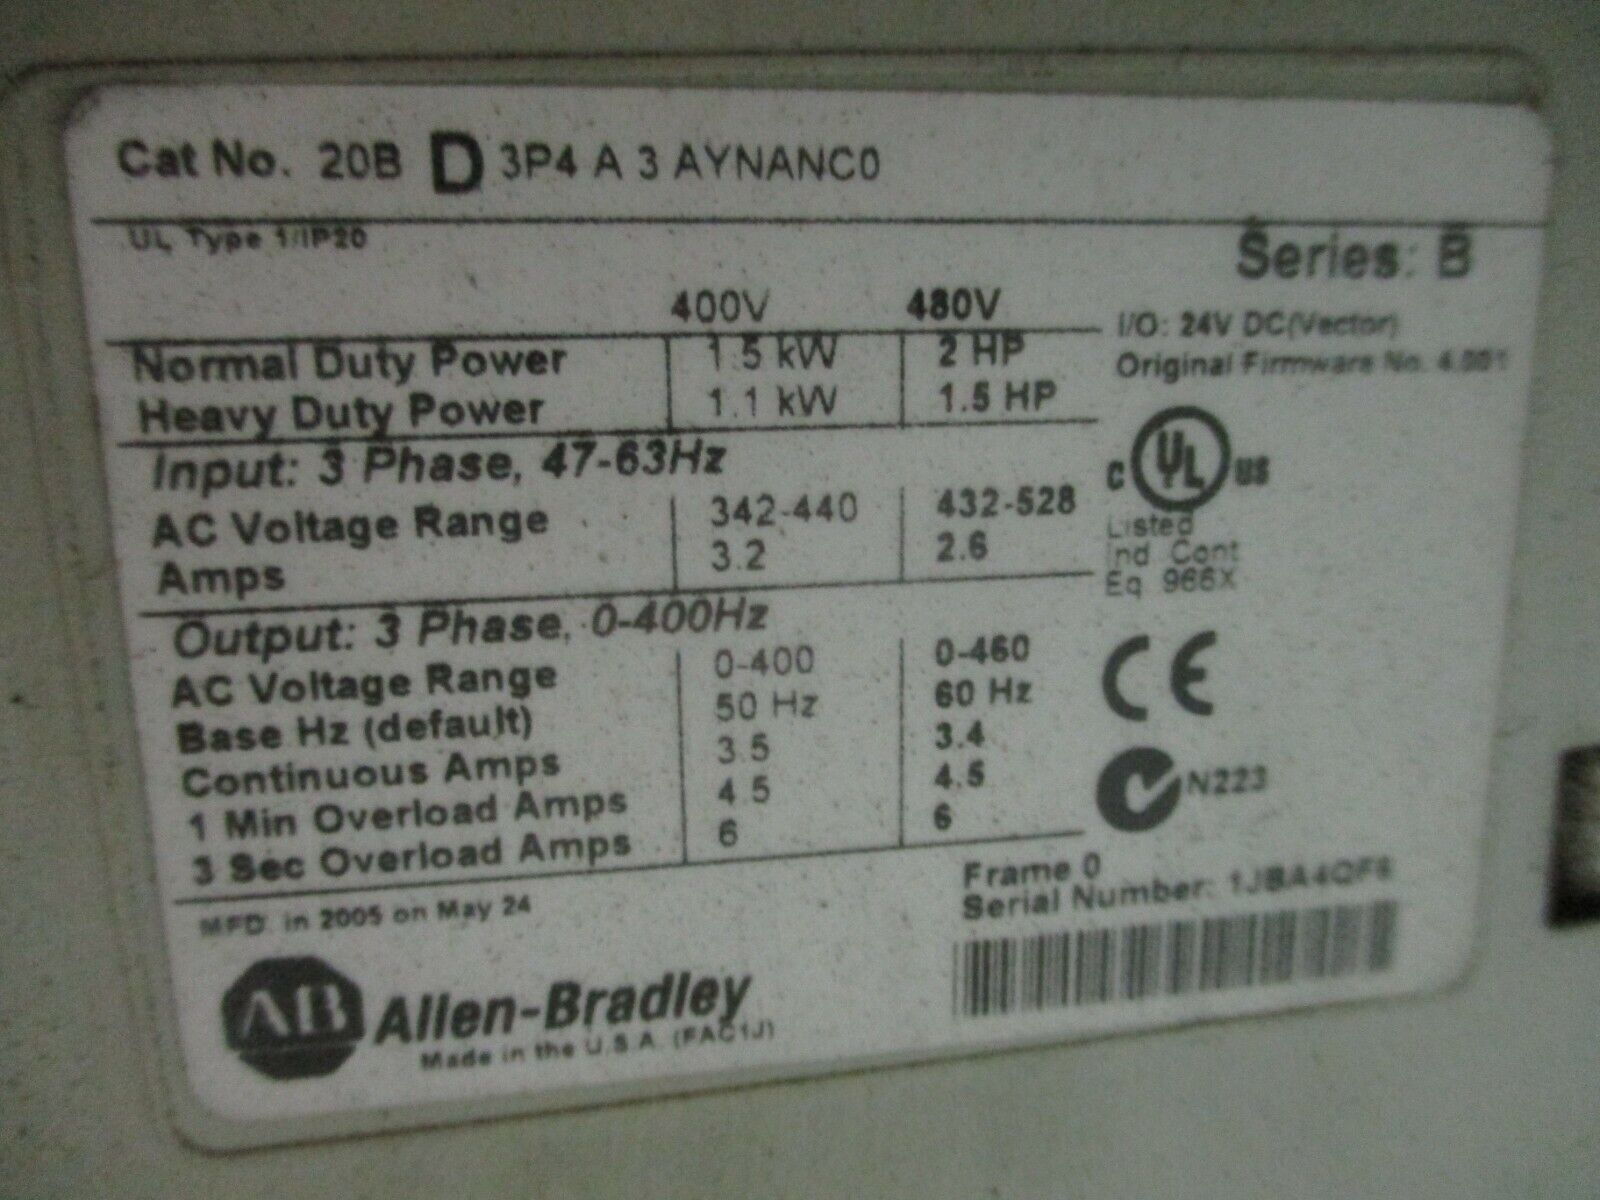 Cat No. 20B D 3P4 A 3 AYNANC0
UL Type 1/IP20
Series: B
400V 480V
I/O: 24V DC(Vector)
Normal Duty Power 1.5 kW 2 HP
Original Firmware No. 4.001
Heavy Duty Power 1.1 kW 1.5 HP
Input: 3 Phase, 47-63Hz
C UL US
AC Voltage Range 342-440 432-528
Listed
Amps 3.2 2.6
Ind Cont
Eq 966X
Output: 3 Phase, 0-400Hz
AC Voltage Range 0-400 0-460
Base Hz (default) 50 Hz 60 Hz
CE
Continuous Amps 3.5 3.4
1 Min Overload Amps 4.5 4.5
N223
3 Sec Overload Amps 6 6
Frame 0
Serial Number:
MFD. in 2005 on May 24
AB Allen-Bradley
Made in the U.S.A. (FAC1J)